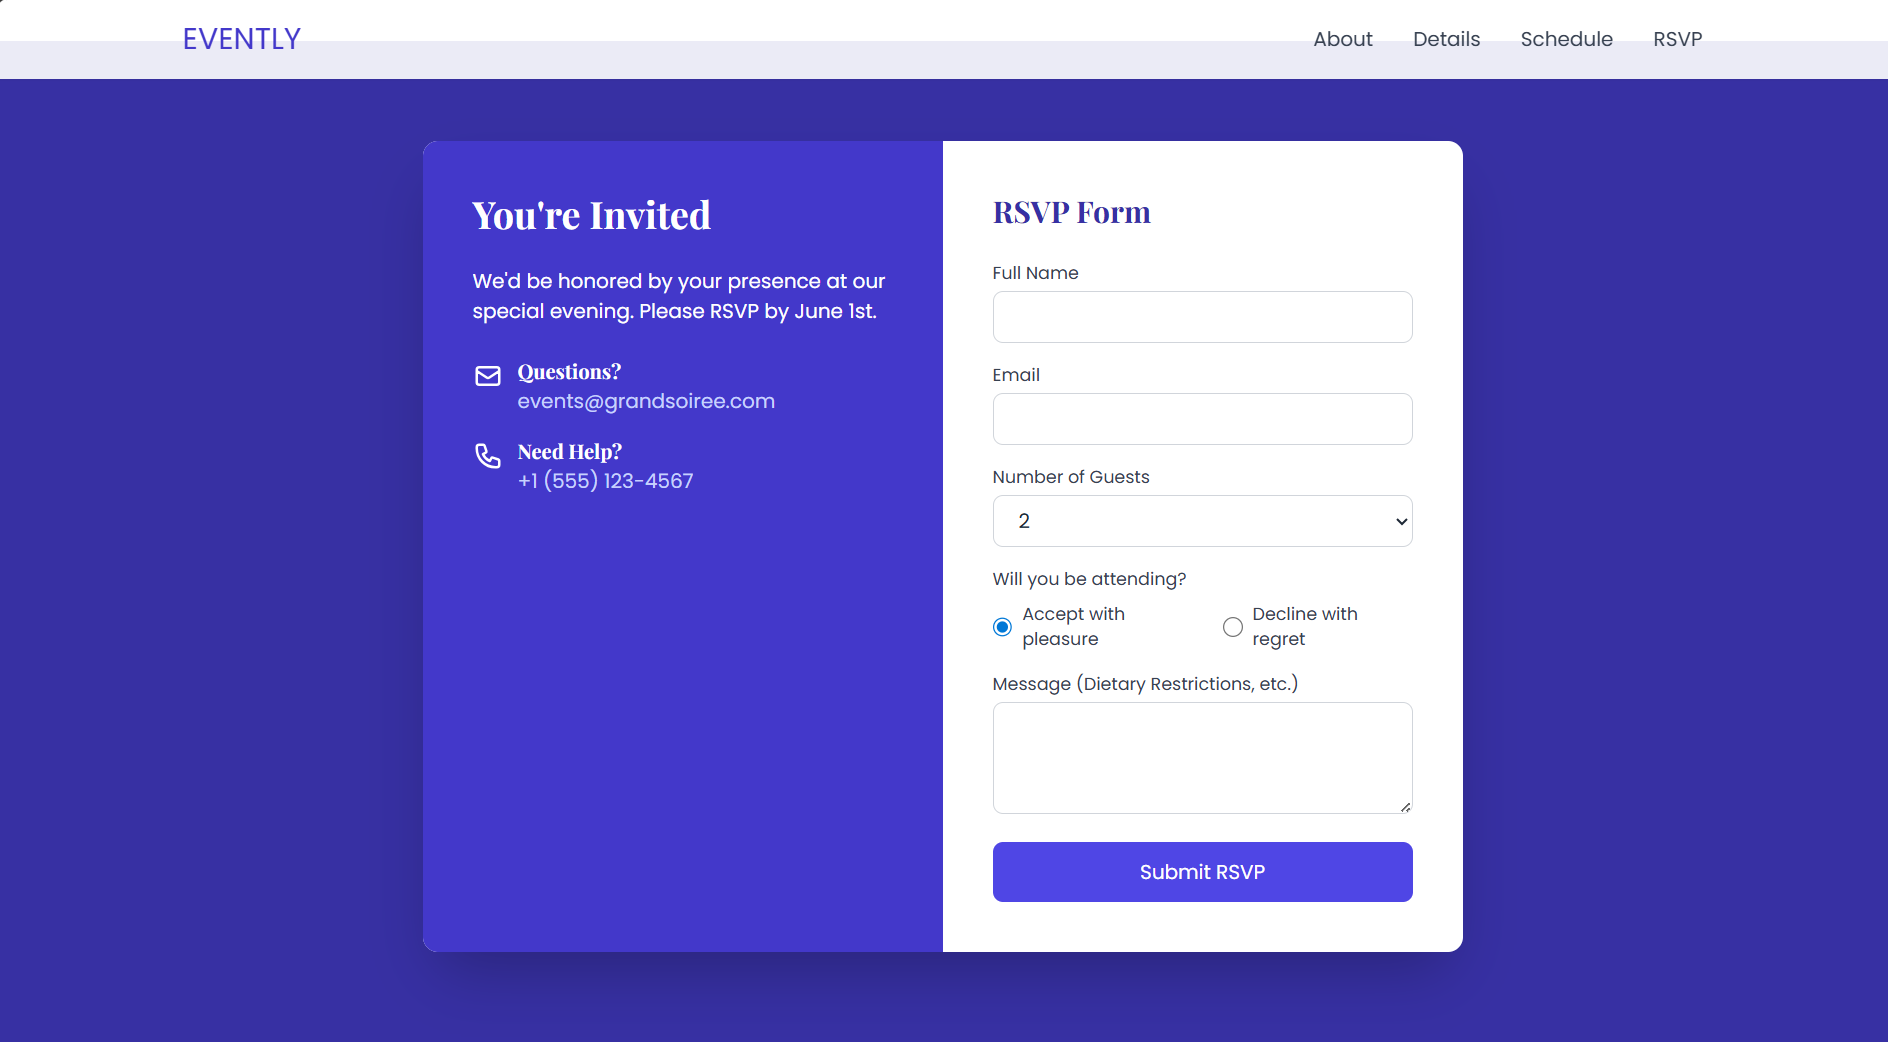 EVENTLY
About
Details
Schedule
RSVP
You're Invited
We'd be honored by your presence at our
special evening. Please RSVP by June 1st.
Questions?
events@grandsoiree.com
Need Help?
+1 (555) 123-4567
RSVP Form
Full Name
Email
Number of Guests
2
Will you be attending?
Accept with
pleasure
Decline with
regret
Message (Dietary Restrictions, etc.)
Submit RSVP